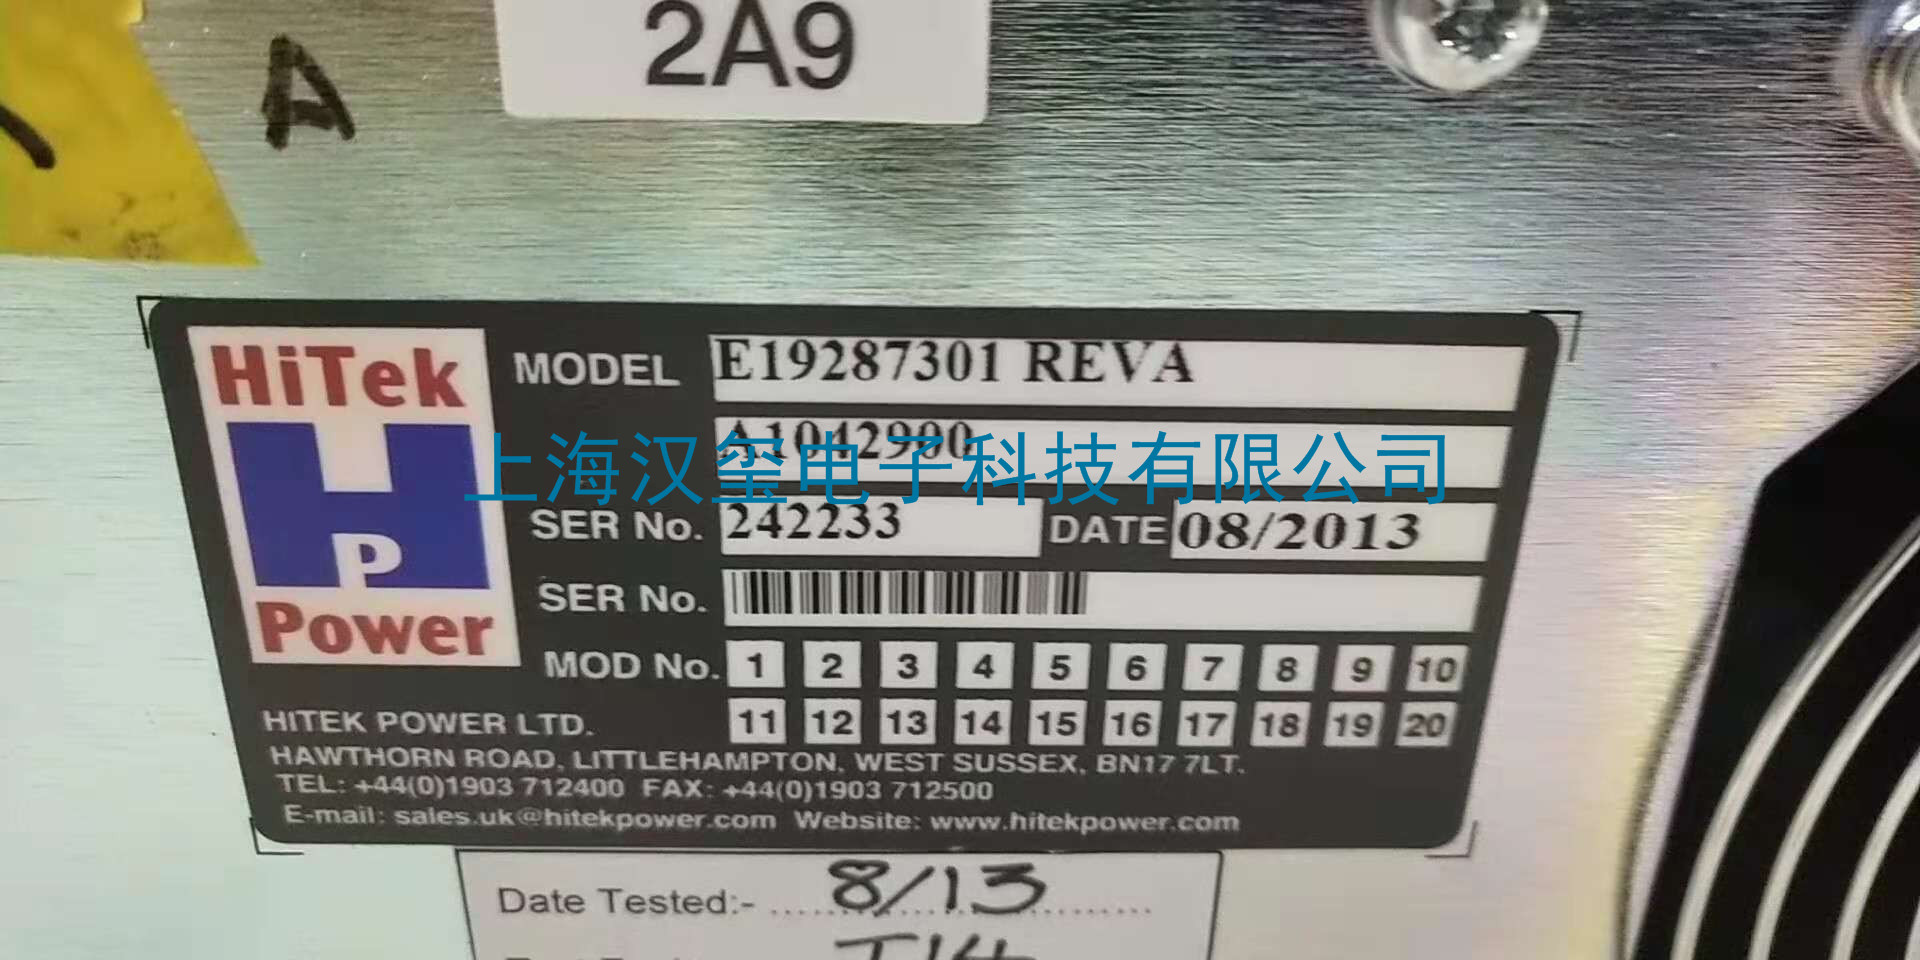 2A9
A
HiTek
H
P
Power
MODEL E19287301 REVA
A1042900
上海汉玺电子科技有限公司
SER No. 242233 DATE 08/2013
SER No.
MOD No. 1 2 3 4 5 6 7 8 9 10
11 12 13 14 15 16 17 18 19 20
HITEK POWER LTD.
HAWTHORN ROAD, LITTLEHAMPTON, WEST SUSSEX, BN17 7LT.
TEL: +44(0)1903 712400 FAX: +44(0)1903 712500
E-mail: sales.uk@hitekpower.com Website: www.hitekpower.com
Date Tested:- 8/13